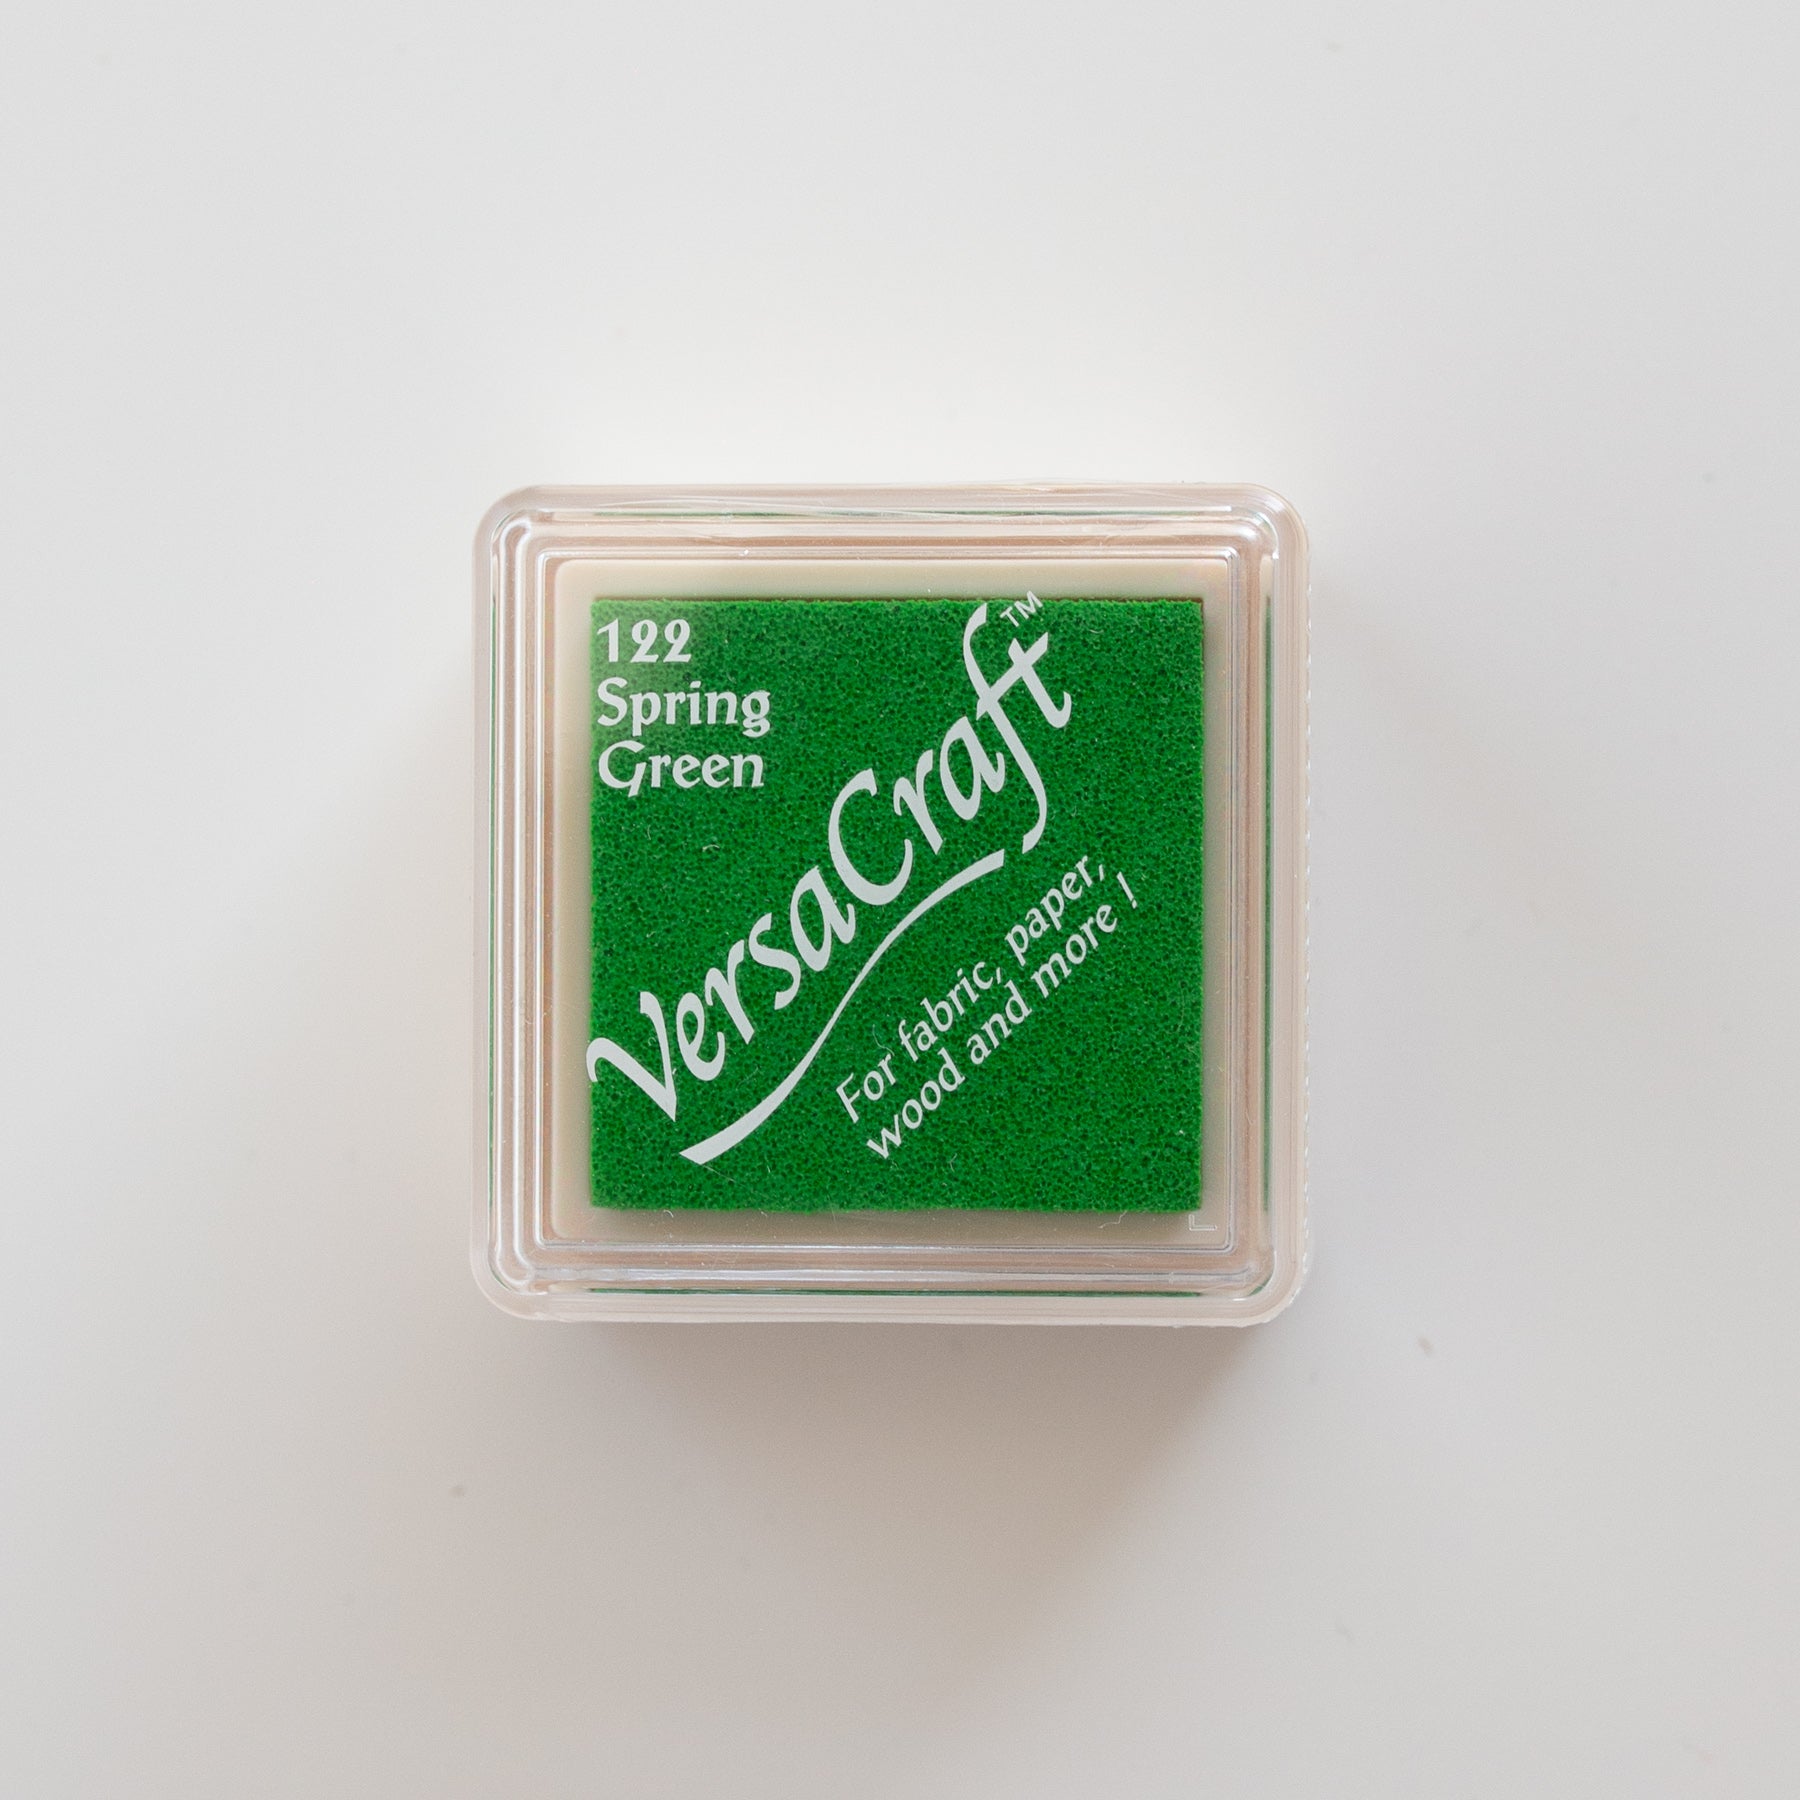 122
Spring
Green
VersaCraft™
For fabric, paper,
wood and more !